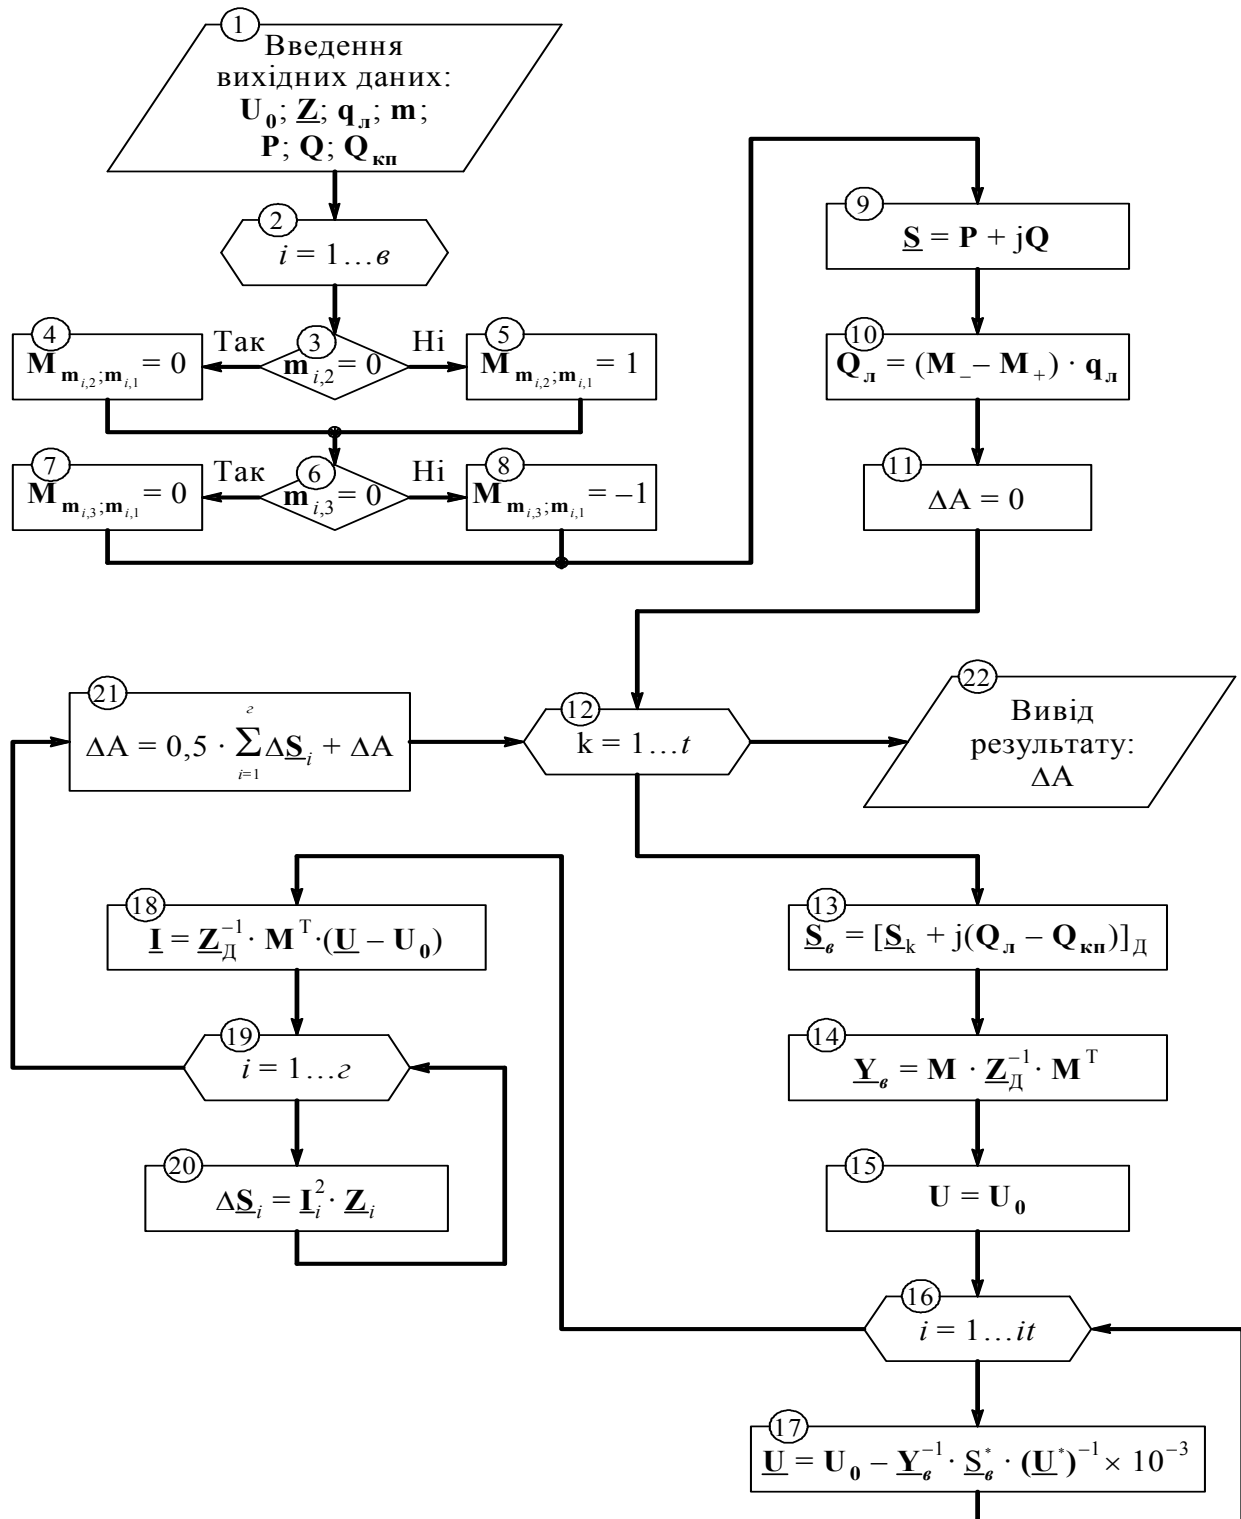 1
Введення
вихідних даних:
U₀; Z; qл; m;
P; Q; Qкп
2
i = 1…в
3
mi,2 = 0
Так
Ні
4
Mmi,2;mi,1 = 0
5
Mmi,2;mi,1 = 1
6
mi,3 = 0
Так
Ні
7
Mmi,3;mi,1 = 0
8
Mmi,3;mi,1 = –1
9
S = P + jQ
10
Qл = (M₋ – M₊) · qл
11
ΔA = 0
12
k = 1…t
13
Sв = [Sk + j(Qл – Qкп)]Д
14
Yв = M · ZД⁻¹ · Mᵀ
15
U = U₀
16
i = 1…it
17
U = U₀ – Yв⁻¹ · Sв* · (U*)⁻¹ × 10⁻³
18
I = ZД⁻¹ · Mᵀ · (U – U₀)
19
i = 1…г
20
ΔSi = Ii² · Zi
21
г
ΔA = 0,5 · ∑ ΔSi + ΔA
i=1
22
Вивід
результату:
ΔA